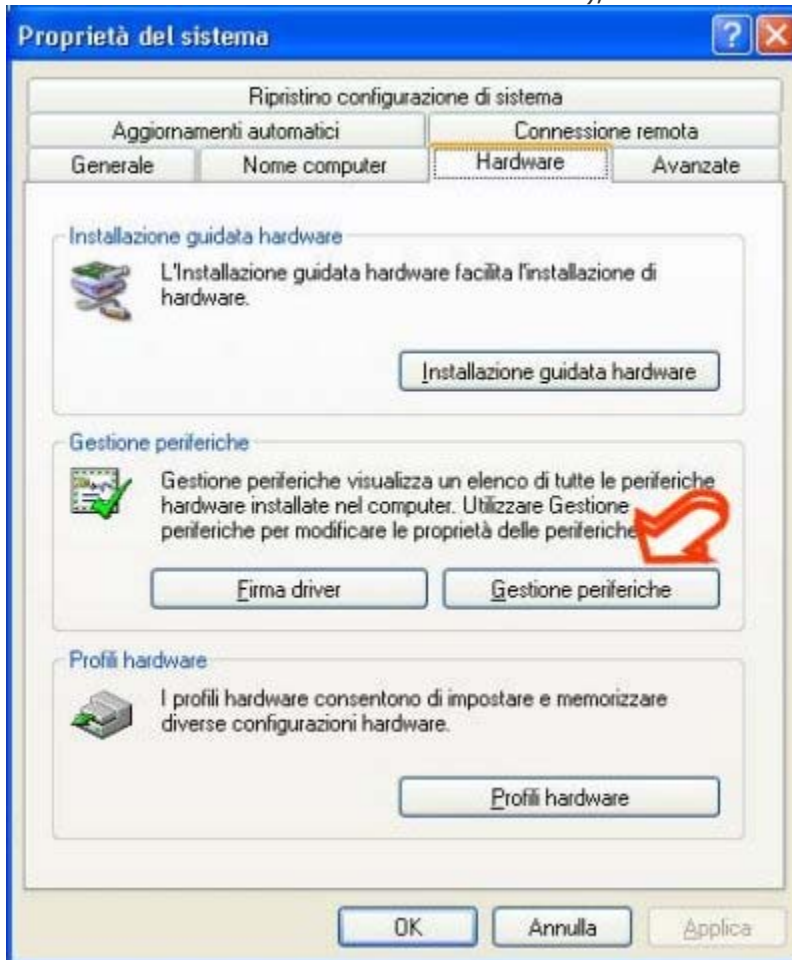 Proprietà del sistema
Ripristino configurazione di sistema
Aggiornamenti automatici
Connessione remota
Generale
Nome computer
Hardware
Avanzate
Installazione guidata hardware
L'Installazione guidata hardware facilita l'installazione di
hardware.
Installazione guidata hardware
Gestione periferiche
Gestione periferiche visualizza un elenco di tutte le periferiche
hardware installate nel computer. Utilizzare Gestione
periferiche per modificare le proprietà delle periferiche
Firma driver
Gestione periferiche
Profili hardware
I profili hardware consentono di impostare e memorizzare
diverse configurazioni hardware.
Profili hardware
OK
Annulla
Applica